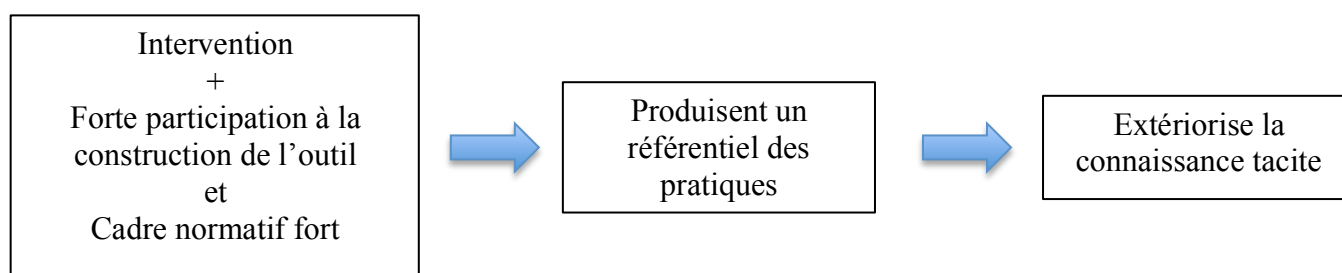 Intervention
+
Forte participation à la
construction de l’outil
et
Cadre normatif fort
Produisent un
référentiel des
pratiques
Extériorise la
connaissance tacite